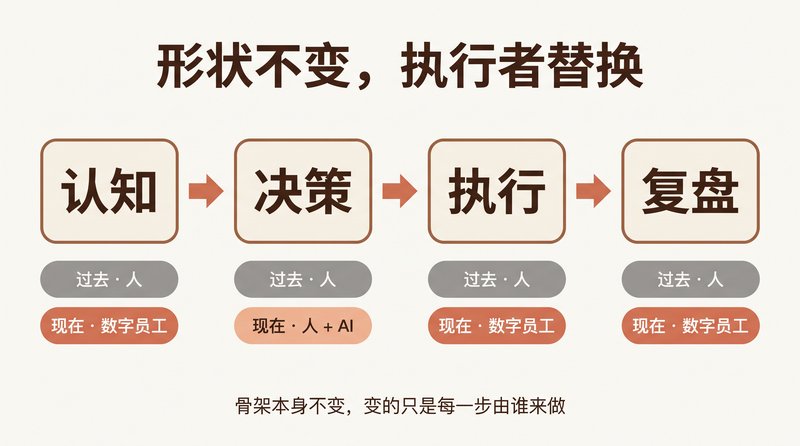 形状不变，执行者替换
认知
决策
执行
复盘
过去 · 人
过去 · 人
过去 · 人
过去 · 人
现在 · 数字员工
现在 · 人 + AI
现在 · 数字员工
现在 · 数字员工
骨架本身不变，变的只是每一步由谁来做